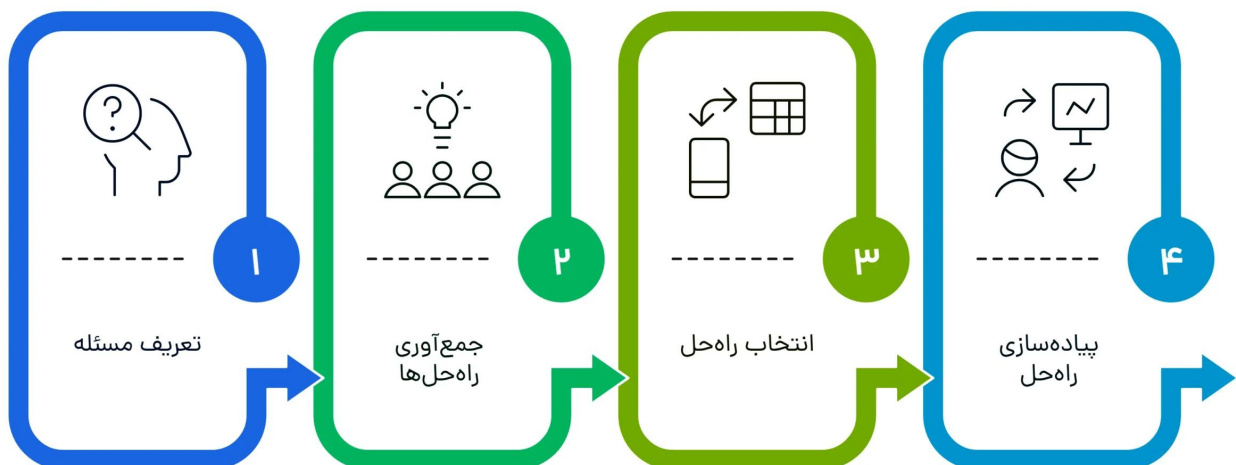 ۱
تعریف مسئله
۲
جمع‌آوری
راه‌حل‌ها
۳
انتخاب راه‌حل
۴
پیاده‌سازی
راه‌حل